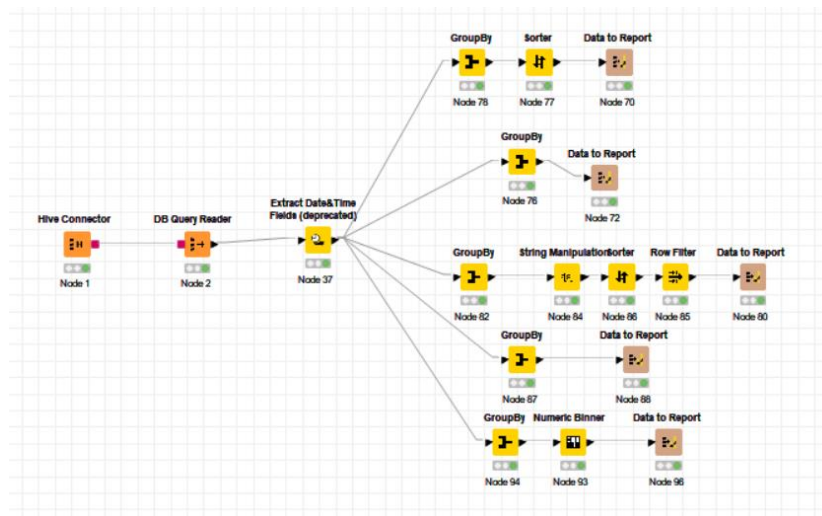 GroupBy
Sorter
Data to Report
Node 78
Node 77
Node 70
GroupBy
Data to Report
Node 76
Node 72
Hive Connector
DB Query Reader
Extract Date&Time
Fields (deprecated)
Node 1
Node 2
Node 37
GroupBy
String Manipulation
Sorter
Row Filter
Data to Report
Node 82
Node 84
Node 86
Node 85
Node 80
GroupBy
Data to Report
Node 87
Node 88
GroupBy
Numeric Binner
Data to Report
Node 94
Node 93
Node 96